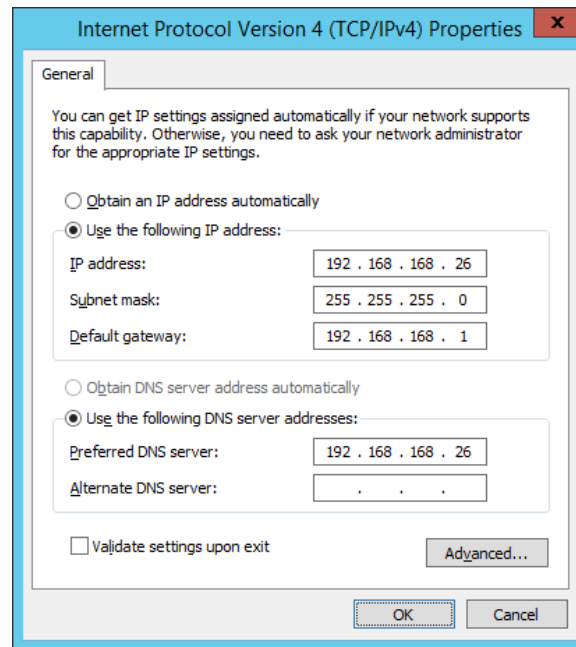 Internet Protocol Version 4 (TCP/IPv4) Properties
x
General
You can get IP settings assigned automatically if your network supports
this capability. Otherwise, you need to ask your network administrator
for the appropriate IP settings.
Obtain an IP address automatically
Use the following IP address:
IP address: 192 . 168 . 168 . 26
Subnet mask: 255 . 255 . 255 . 0
Default gateway: 192 . 168 . 168 . 1
Obtain DNS server address automatically
Use the following DNS server addresses:
Preferred DNS server: 192 . 168 . 168 . 26
Alternate DNS server: . . .
Validate settings upon exit
Advanced...
OK Cancel